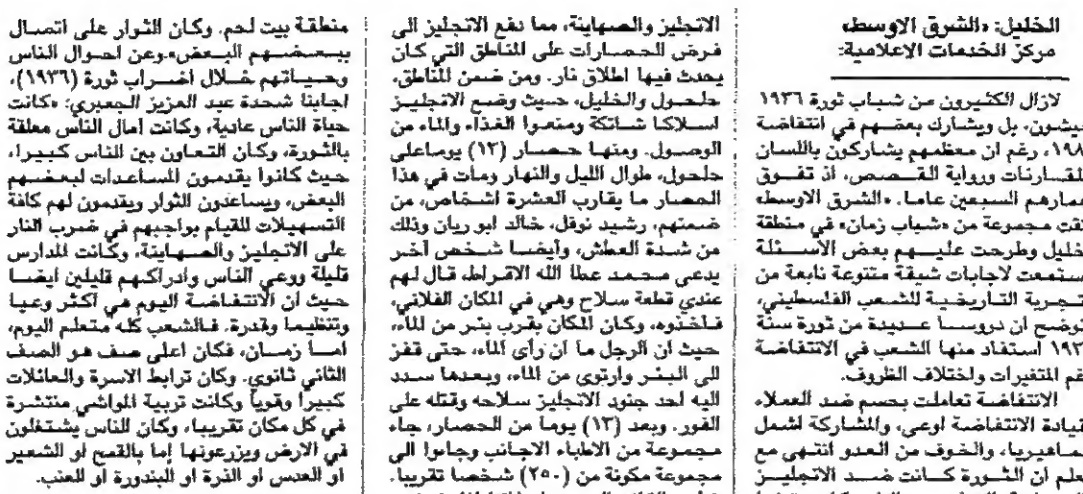 الخليل: «الشرق الاوسط»
مركز الخدمات الاعلامية:
لازال الكثيرون من شباب ثورة ١٩٣٦
يشون، بل ويشارك بعضهم في انتفاضة
١٩٨، رغم ان معظمهم يشاركون باللسان
لمقارنات ورواية القصص، اذ تفوق
مارهم السبعين عاما. «الشرق الاوسط»
قت مجموعة من «شباب زمان» في منطقة
خليل وطرحت عليهم بعض الاسئلة
ستمعت لاجابات شيقة متنوعة نابعة من
تجربة التاريخية للشعب الفلسطيني،
وضح ان دروسا عديدة من ثورة سنة
١٩٣ استفاد منها الشعب في الانتفاضة
غم المتغيرات واختلاف الظروف.
الانتفاضة تعاملت بحسم ضد العملاء
قيادة الانتفاضة اوعى، والمشاركة اشمل
ماهيريا، والخوف من العدو انتهى مع
علم ان الثورة كانت ضد الانجليز
الانجليز والصهاينة، مما دفع الانجليز الى
فرض الحصارات على المناطق التي كان
يحدث فيها اطلاق نار. ومن ضمن المناطق،
حلحول والخليل، حيث وضع الانجليز
اسلاكا شائكة ومنعوا الغذاء والماء من
الوصول. ومنها حصار (١٣) يوما على
حلحول، طوال الليل والنهار ومات في هذا
الحصار ما يقارب العشرة اشخاص، من
ضمنهم، رشيد نوفل، خالد ابو ريان وذلك
من شدة العطش، وايضا شخص آخر
يدعى محمد عطا الله الاقراط، قال لهم
عندي قطعة سلاح وهي في المكان الفلاني،
فاخذوه، وكان المكان بقرب بئر من الماء،
حيث ان الرجل ما ان رأى الماء، حتى قفز
الى البئر وارتوى من الماء، وبعدها سدد
اليه احد جنود الانجليز سلاحه وقتله على
الفور. وبعد (١٣) يوما من الحصار، جاء
مجموعة من الاطباء الاجانب وجاءوا الى
مجموعة مكونة من (٢٥٠) شخصا تقريبا.
منطقة بيت لحم. وكان الثوار على اتصال
ببعضهم البعض».وعن احوال الناس
وحياتهم خلال اضراب ثورة (١٩٣٦)،
اجابنا شحدة عبد العزيز الجعبري: «كانت
حياة الناس عادية، وكانت امال الناس معلقة
بالثورة، وكان التعاون بين الناس كبيرا،
حيث كانوا يقدمون المساعدات لبعضهم
البعض، ويساعدون الثوار ويقدمون لهم كافة
التسهيلات للقيام بواجبهم في ضرب النار
على الانجليز والصهاينة، وكانت المدارس
قليلة ووعي الناس وادراكهم قليلين ايضا
حيث ان الانتفاضة اليوم هي اكثر وعيا
وتنظيما وقدرة. فالشعب كله متعلم اليوم،
اما زمان، فكان اعلى صف هو الصف
الثاني ثانوي. وكان ترابط الاسرة والعائلات
كبيرا وقويا وكانت تربية المواشي منتشرة
في كل مكان تقريبا، وكان الناس يشتغلون
في الارض ويزرعونها إما بالقمح او الشعير
او العدس او الذرة او البندورة او العنب.